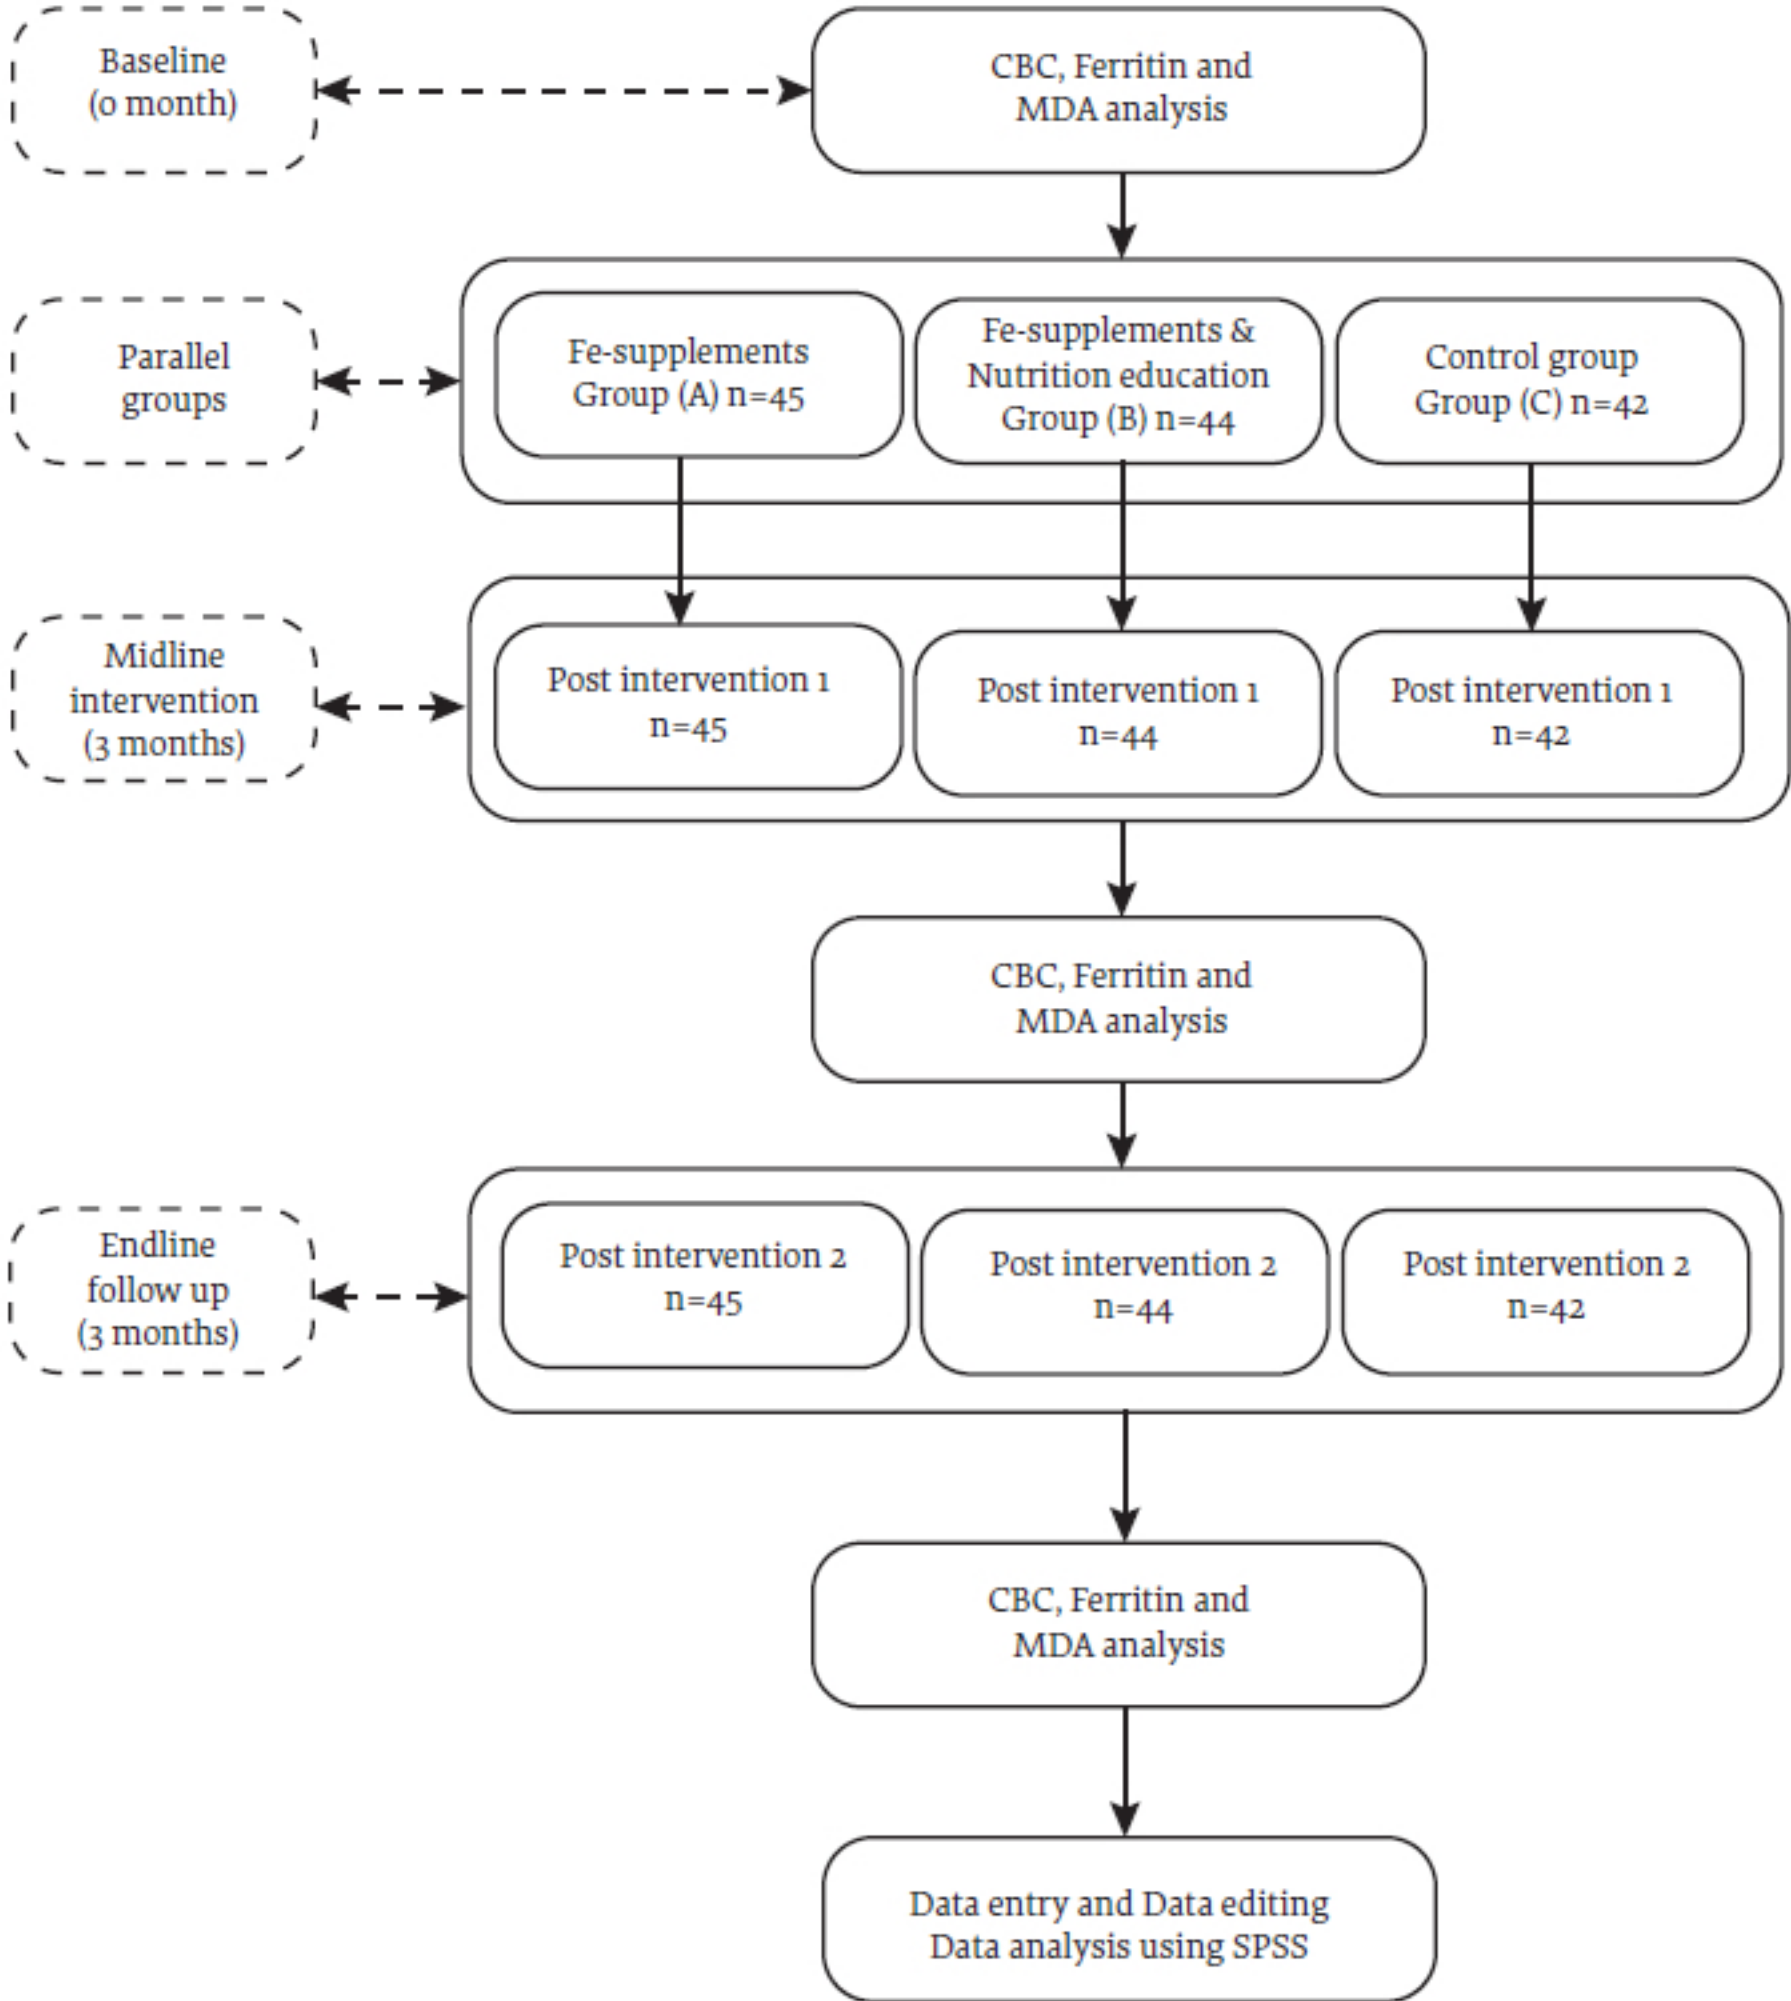 Baseline
(0 month)
CBC, Ferritin and
MDA analysis
Parallel
groups
Fe-supplements
Group (A) n=45
Fe-supplements &
Nutrition education
Group (B) n=44
Control group
Group (C) n=42
Midline
intervention
(3 months)
Post intervention 1
n=45
Post intervention 1
n=44
Post intervention 1
n=42
CBC, Ferritin and
MDA analysis
Endline
follow up
(3 months)
Post intervention 2
n=45
Post intervention 2
n=44
Post intervention 2
n=42
CBC, Ferritin and
MDA analysis
Data entry and Data editing
Data analysis using SPSS